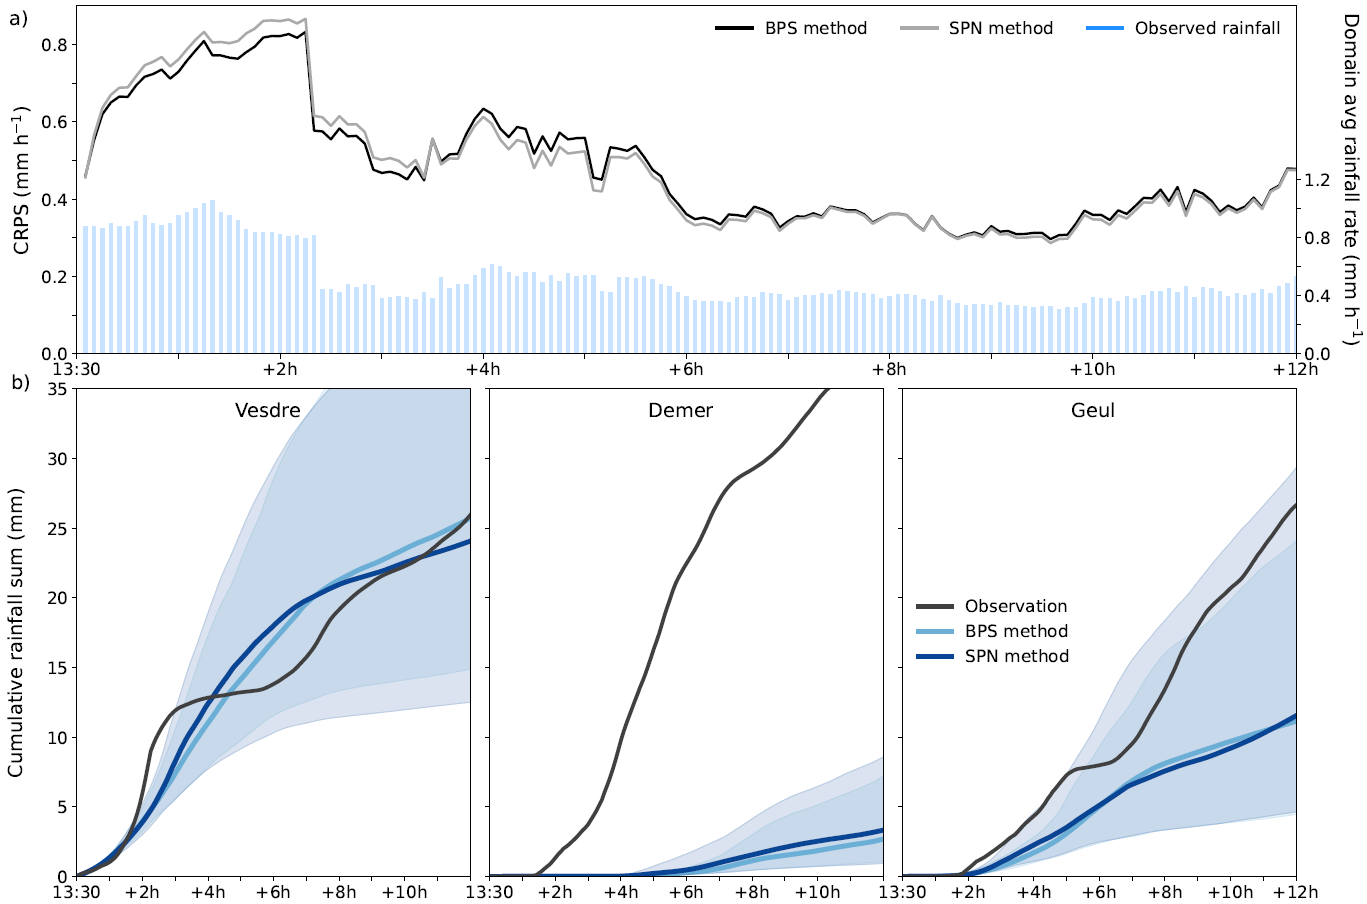 a)
BPS method
SPN method
Observed rainfall
CRPS (mm h⁻¹)
0.8
0.6
0.4
0.2
0.0
Domain avg rainfall rate (mm h⁻¹)
1.2
0.8
0.4
0.0
13:30 +2h +4h +6h +8h +10h +12h
b)
Cumulative rainfall sum (mm)
35
30
25
20
15
10
5
0
Vesdre
13:30 +2h +4h +6h +8h +10h
Demer
13:30 +2h +4h +6h +8h +10h
Geul
Observation
BPS method
SPN method
13:30 +2h +4h +6h +8h +10h +12h